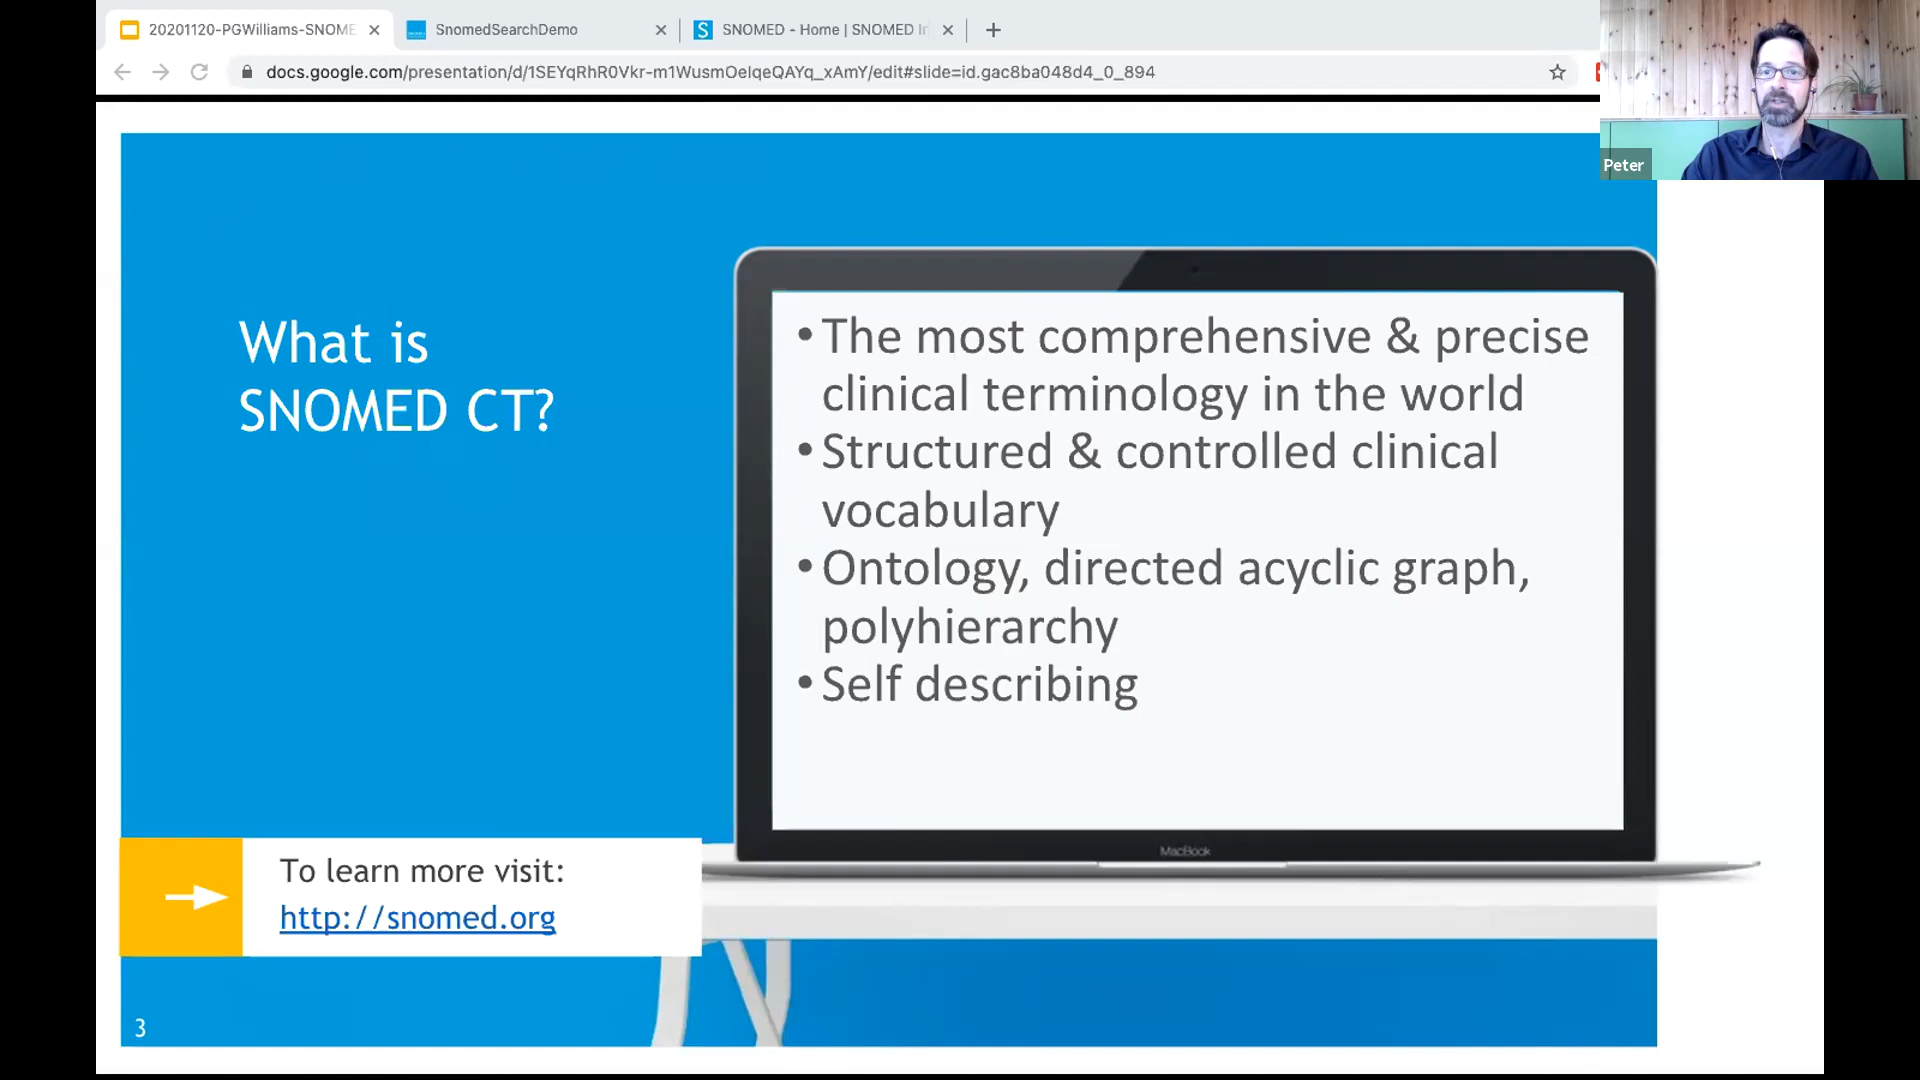 20201120-PGWilliams-SNOME
SnomedSearchDemo
SNOMED - Home | SNOMED In
docs.google.com/presentation/d/1SEYqRhR0Vkr-m1WusmOeIqeQAYq_xAmY/edit#slide=id.gac8ba048d4_0_894
Peter
What is
SNOMED CT?
•The most comprehensive & precise
clinical terminology in the world
•Structured & controlled clinical
vocabulary
•Ontology, directed acyclic graph,
polyhierarchy
•Self describing
MacBook
To learn more visit:
http://snomed.org
3